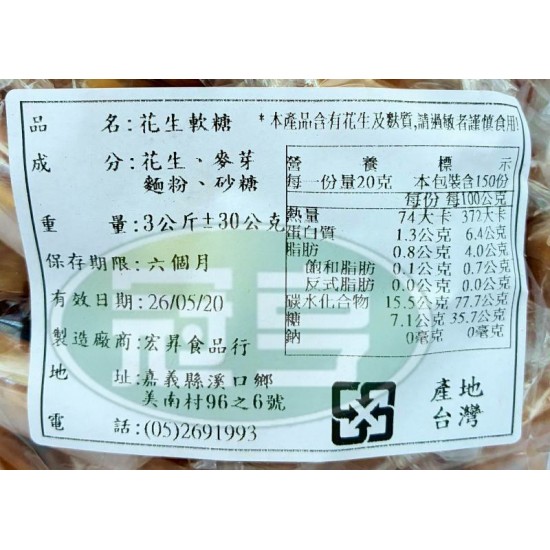 品 名:花生軟糖
*本產品含有花生及麩質,請過敏者謹慎食用!
成 分:花生、麥芽
麵粉、砂糖
重 量:3公斤±30公克
保存期限:六個月
有效日期:26/05/20
製造廠商:宏昇食品行
地 址:嘉義縣溪口鄉
美南村96之6號
電 話:(05)2691993
營養標示
每一份量20克 本包裝含150份
每份 每100公克
熱量 74大卡 372大卡
蛋白質 1.3公克 6.4公克
脂肪 0.8公克 4.0公克
飽和脂肪 0.1公克 0.7公克
反式脂肪 0.0公克 0.0公克
碳水化合物 15.5公克 77.7公克
糖 7.1公克 35.7公克
鈉 0毫克 0毫克
產地
台灣
冠亨